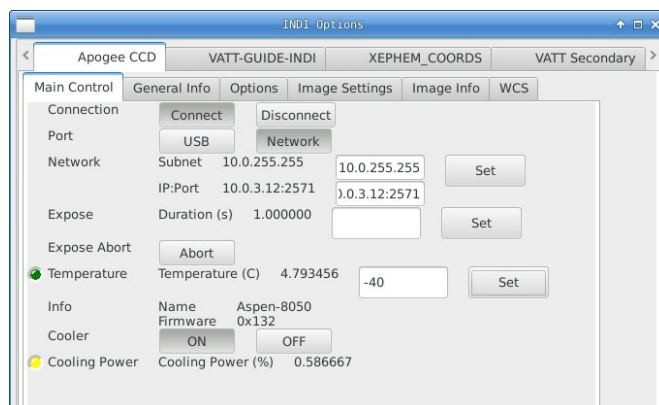 INDI Options
Apogee CCD VATT-GUIDE-INDI XEPHEM_COORDS VATT Secondary
Main Control General Info Options Image Settings Image Info WCS
Connection Connect Disconnect
Port USB Network
Network Subnet 10.0.255.255 10.0.255.255 Set
IP:Port 10.0.3.12:2571 0.0.3.12:2571
Expose Duration (s) 1.000000 Set
Expose Abort Abort
Temperature Temperature (C) 4.793456 -40 Set
Info Name Aspen-8050
Firmware 0x132
Cooler ON OFF
Cooling Power Cooling Power (%) 0.586667